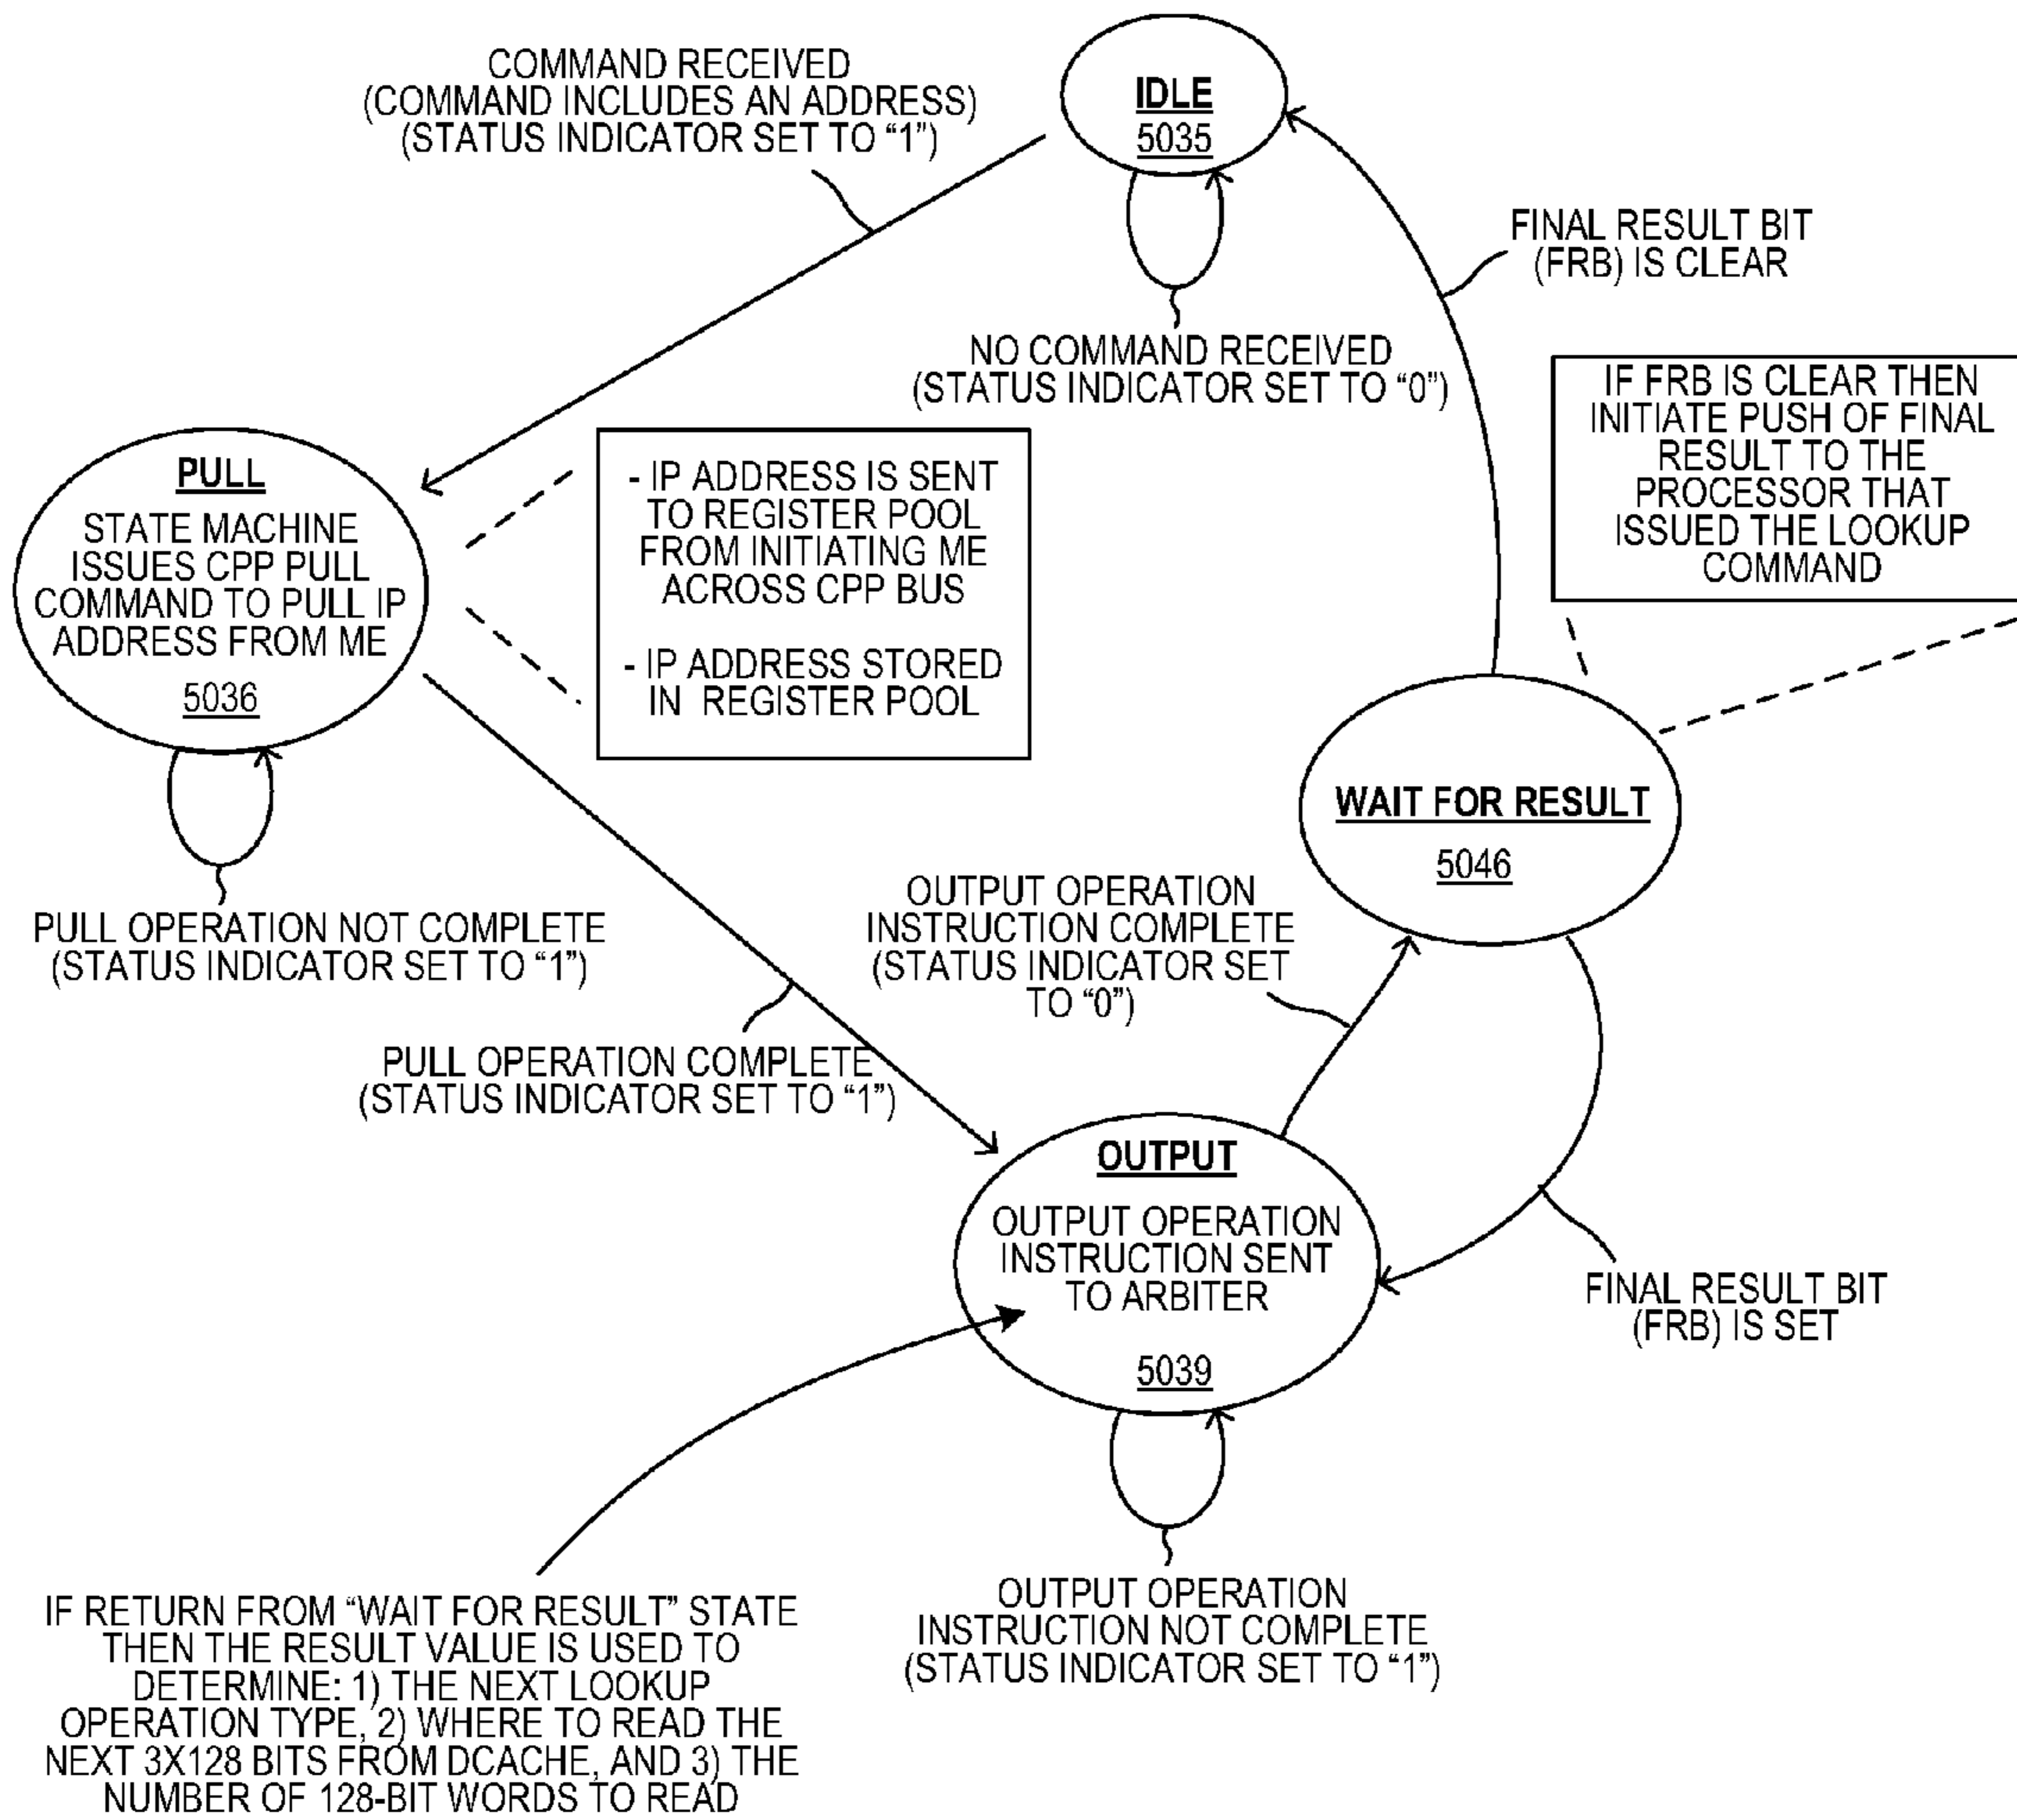 COMMAND RECEIVED
(COMMAND INCLUDES AN ADDRESS)
(STATUS INDICATOR SET TO “1”)
IDLE
5035
FINAL RESULT BIT
(FRB) IS CLEAR
NO COMMAND RECEIVED
(STATUS INDICATOR SET TO “0”)
IF FRB IS CLEAR THEN
INITIATE PUSH OF FINAL
RESULT TO THE
PROCESSOR THAT
ISSUED THE LOOKUP
COMMAND
PULL
STATE MACHINE
ISSUES CPP PULL
COMMAND TO PULL IP
ADDRESS FROM ME
5036
- IP ADDRESS IS SENT
TO REGISTER POOL
FROM INITIATING ME
ACROSS CPP BUS
- IP ADDRESS STORED
IN REGISTER POOL
WAIT FOR RESULT
5046
PULL OPERATION NOT COMPLETE
(STATUS INDICATOR SET TO “1”)
OUTPUT OPERATION
INSTRUCTION COMPLETE
(STATUS INDICATOR SET
TO “0”)
PULL OPERATION COMPLETE
(STATUS INDICATOR SET TO “1”)
OUTPUT
OUTPUT OPERATION
INSTRUCTION SENT
TO ARBITER
5039
FINAL RESULT BIT
(FRB) IS SET
OUTPUT OPERATION
INSTRUCTION NOT COMPLETE
(STATUS INDICATOR SET TO “1”)
IF RETURN FROM “WAIT FOR RESULT” STATE
THEN THE RESULT VALUE IS USED TO
DETERMINE: 1) THE NEXT LOOKUP
OPERATION TYPE, 2) WHERE TO READ THE
NEXT 3X128 BITS FROM DCACHE, AND 3) THE
NUMBER OF 128-BIT WORDS TO READ